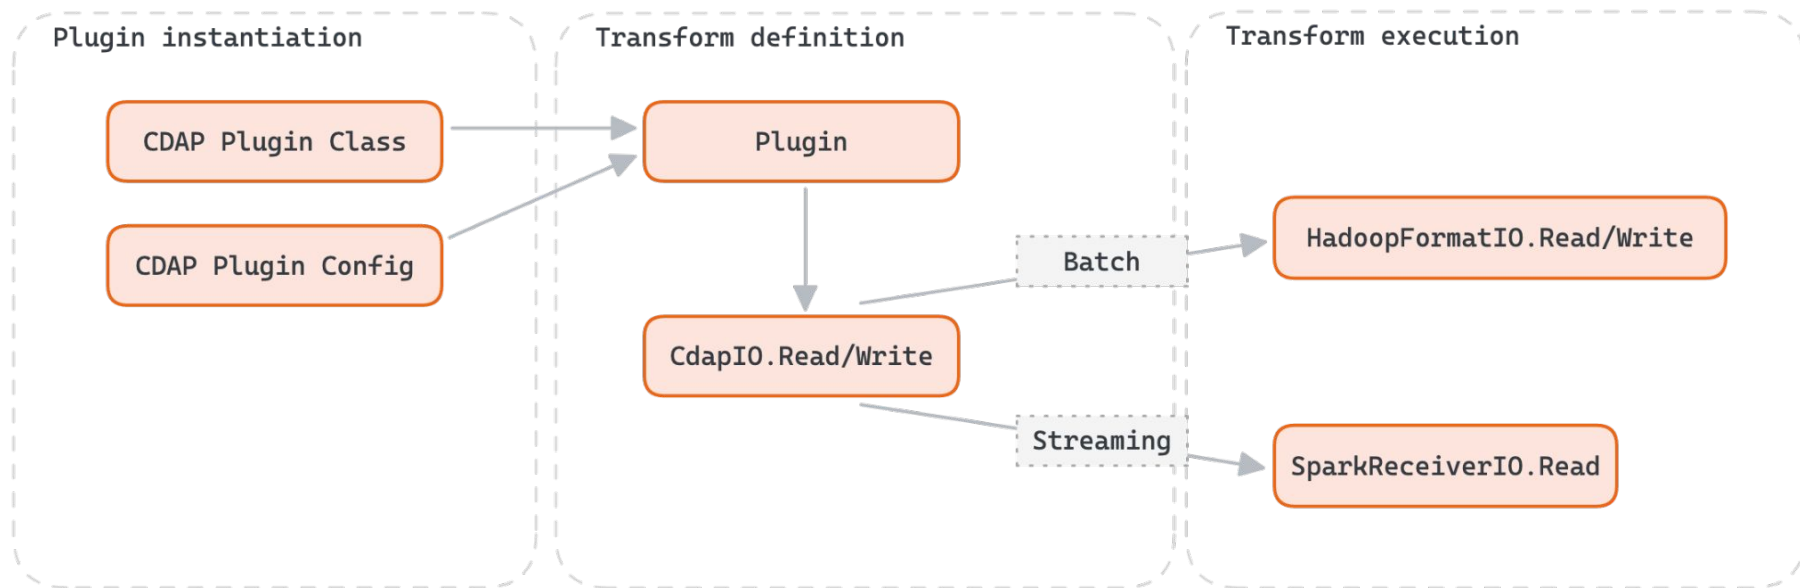 Plugin instantiation
CDAP Plugin Class
CDAP Plugin Config
Transform definition
Plugin
CdapIO.Read/Write
Batch
Streaming
Transform execution
HadoopFormatIO.Read/Write
SparkReceiverIO.Read